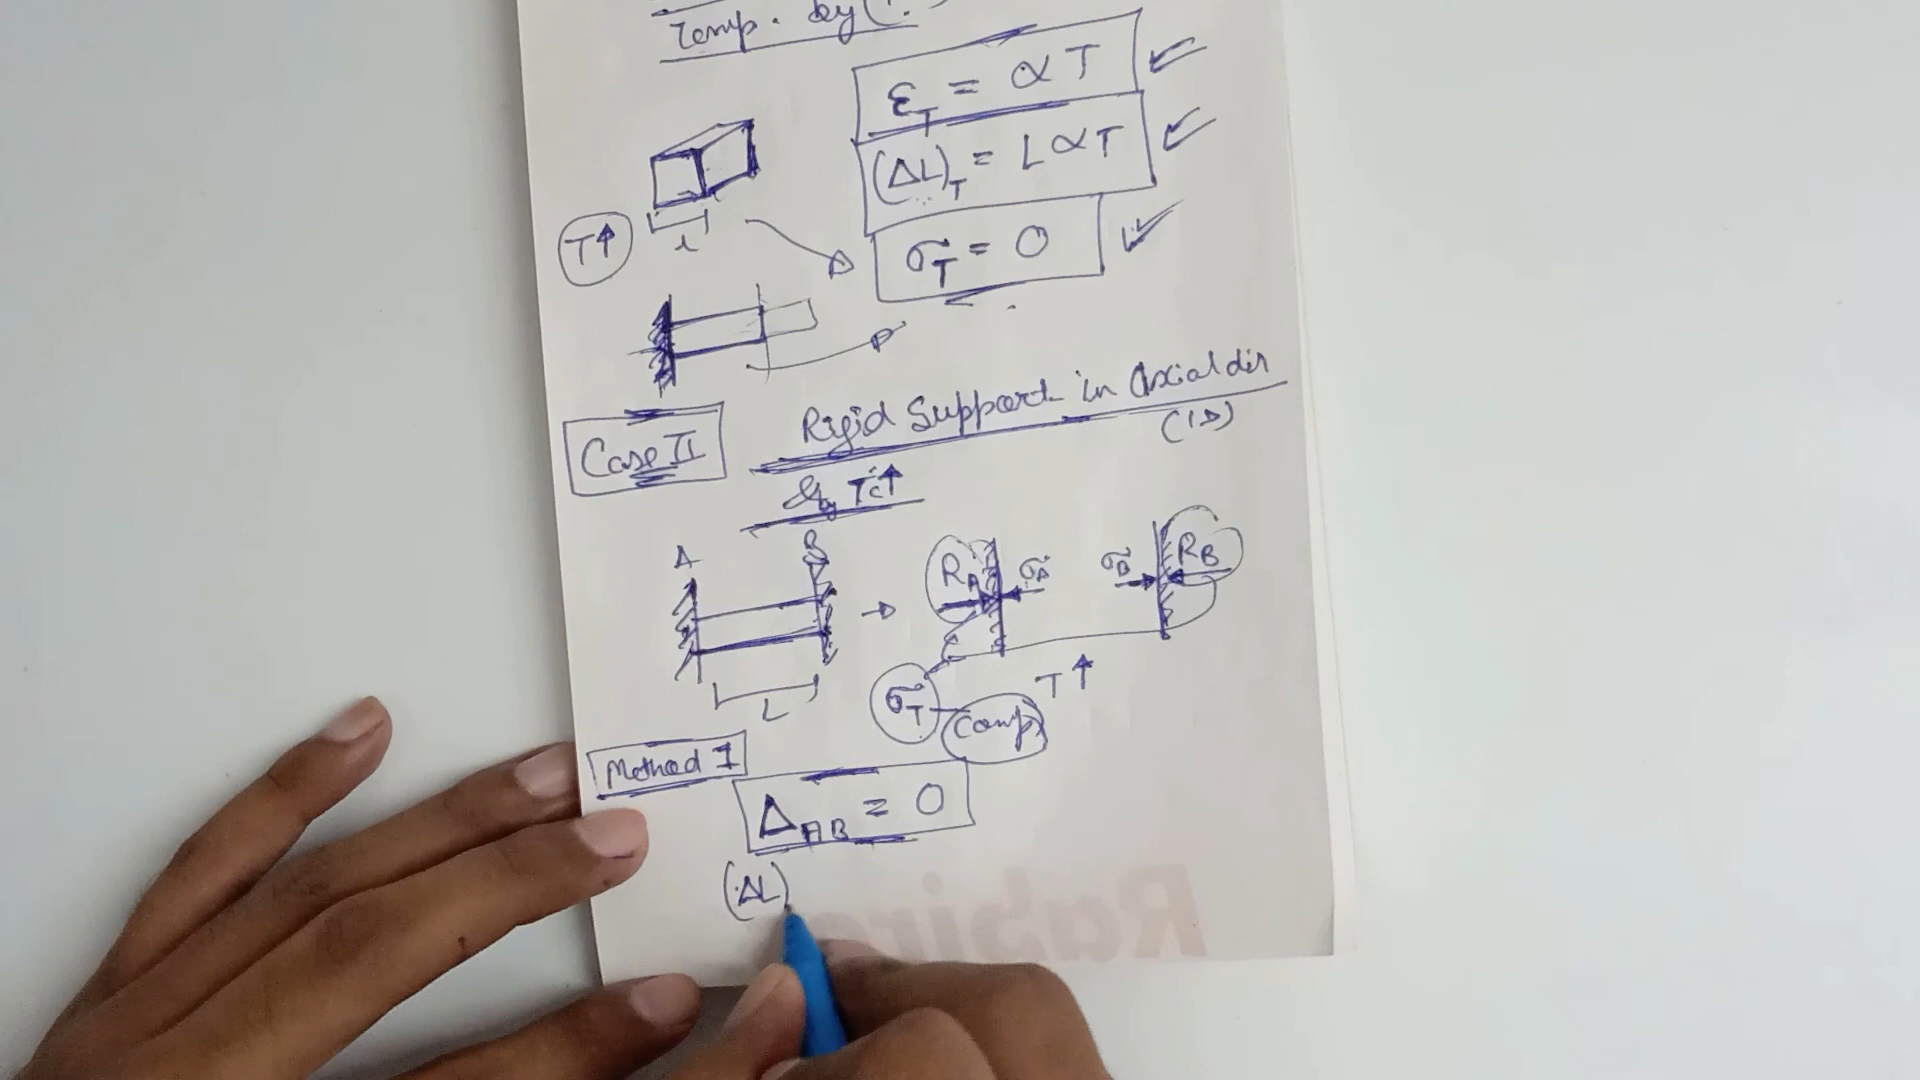 Temp. by
ε_T = αT
(ΔL)_T = LαT
σ_T = 0
T↑
Case II
Rigid Support in Axial dir
(1D)
T°C↑
A
B
R_A
σ_A
σ_B
R_B
L
σ_T
Comp
T↑
Method I
Δ_AB = 0
(ΔL)